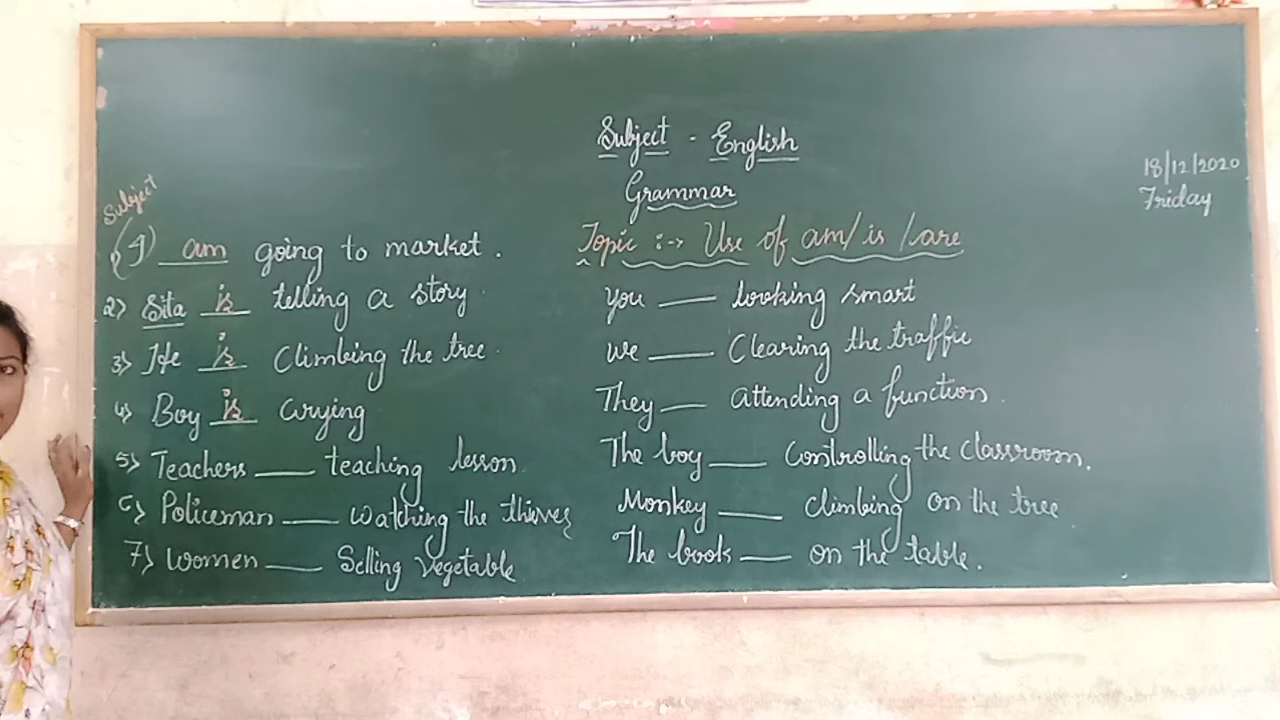 Subject - English
Grammar
18/12/2020
Friday
Topic :-> Use of am/is/are
Subject
I) am going to market.
2) Sita is telling a story
3) He is Climbing the tree
4) Boy is crying
5) Teachers ___ teaching lesson
6) Policeman ___ watching the thieves
7) Women ___ Selling vegetable
You ___ looking smart
We ___ Clearing the traffic
They ___ attending a function.
The boy ___ controlling the classroom.
Monkey ___ climbing on the tree
The book ___ on the table.